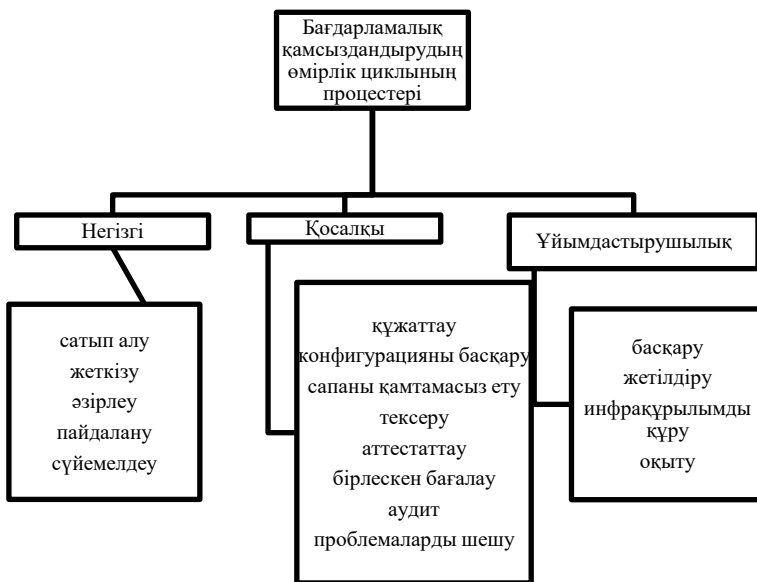 Бағдарламалық
қамсыздандырудың
өмірлік циклының
процестері
Негізгі
Қосалқы
Ұйымдастырушылық
сатып алу
жеткізу
әзірлеу
пайдалану
сүйемелдеу
құжаттау
конфигурацияны басқару
сапаны қамтамасыз ету
тексеру
аттестаттау
бірлескен бағалау
аудит
проблемаларды шешу
басқару
жетілдіру
инфрақұрылымды
құру
оқыту